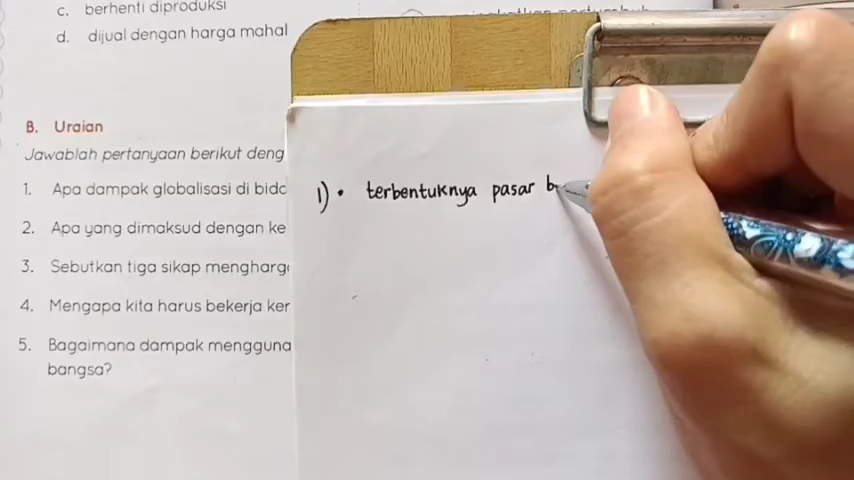 c. berhenti diproduksi
d. dijual dengan harga mahal
B. Uraian
Jawablah pertanyaan berikut deng
1. Apa dampak globalisasi di bidc
2. Apa yang dimaksud dengan ke
3. Sebutkan tiga sikap mengharg
4. Mengapa kita harus bekerja ker
5. Bagaimana dampak mengguna
bangsa?
1) • terbentuknya pasar b